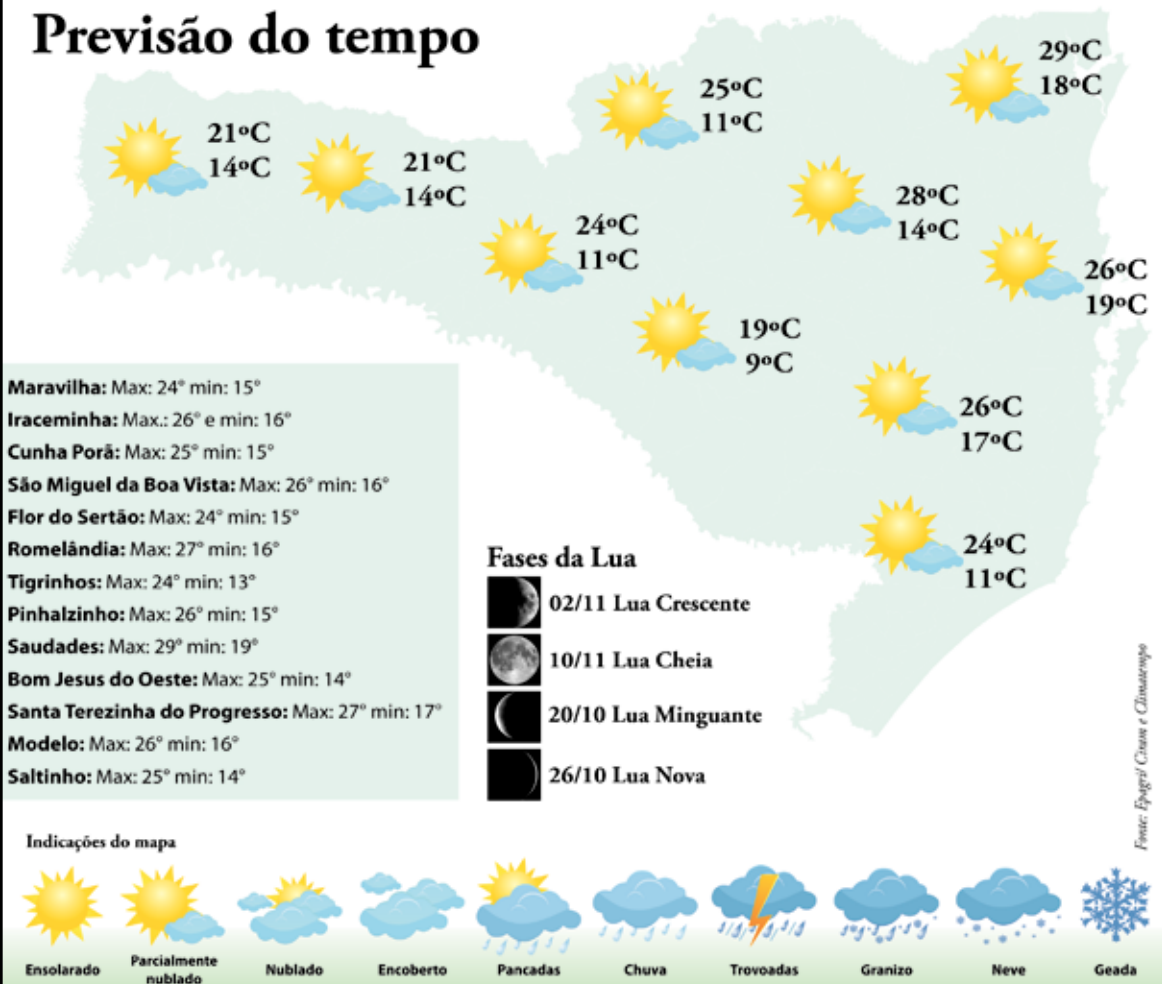 Previsão do tempo
21ºC
14ºC
21ºC
14ºC
24ºC
11ºC
25ºC
11ºC
19ºC
9ºC
29ºC
18ºC
28ºC
14ºC
26ºC
19ºC
26ºC
17ºC
24ºC
11ºC
Maravilha: Max: 24° min: 15°
Iraceminha: Max.: 26° e min: 16°
Cunha Porã: Max: 25° min: 15°
São Miguel da Boa Vista: Max: 26° min: 16°
Flor do Sertão: Max: 24° min: 15°
Romelândia: Max: 27° min: 16°
Tigrinhos: Max: 24° min: 13°
Pinhalzinho: Max: 26° min: 15°
Saudades: Max: 29° min: 19°
Bom Jesus do Oeste: Max: 25° min: 14°
Santa Terezinha do Progresso: Max: 27° min: 17°
Modelo: Max: 26° min: 16°
Saltinho: Max: 25° min: 14°
Fases da Lua
02/11 Lua Crescente
10/11 Lua Cheia
20/10 Lua Minguante
26/10 Lua Nova
Fonte: Epagri/ Ciram e Climatempo
Indicações do mapa
Ensolarado
Parcialmente
nublado
Nublado
Encoberto
Pancadas
Chuva
Trovoadas
Granizo
Neve
Geada